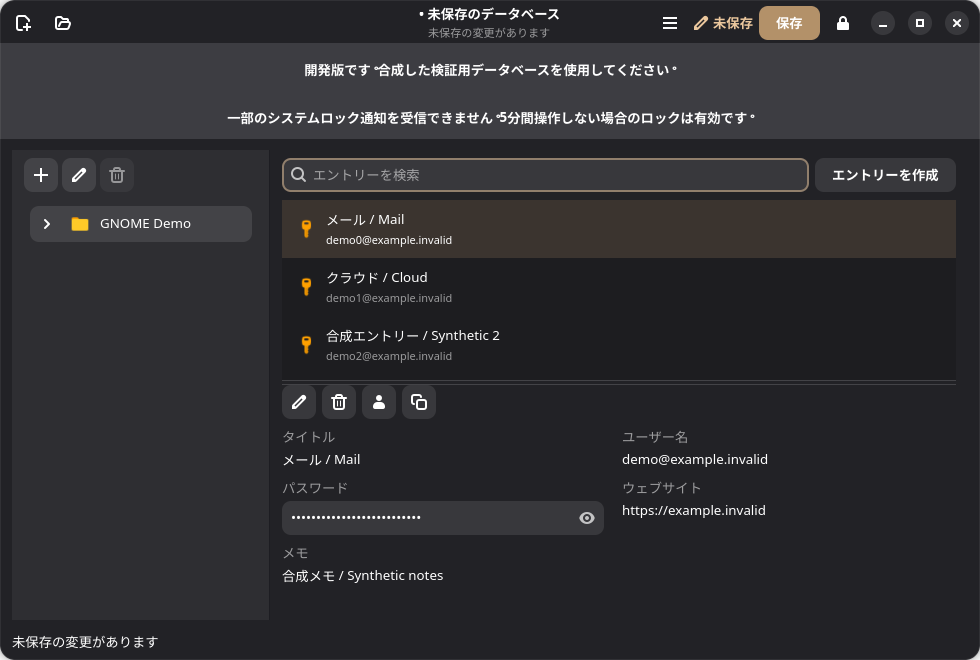 • 未保存のデータベース
未保存の変更があります
未保存
保存
開発版です。合成した検証用データベースを使用してください。
一部のシステムロック通知を受信できません。5分間操作しない場合のロックは有効です。
エントリーを検索
エントリーを作成
GNOME Demo
メール / Mail
demo0@example.invalid
クラウド / Cloud
demo1@example.invalid
合成エントリー / Synthetic 2
demo2@example.invalid
タイトル
メール / Mail
ユーザー名
demo@example.invalid
パスワード
••••••••••••••••••••••••••
ウェブサイト
https://example.invalid
メモ
合成メモ / Synthetic notes
未保存の変更があります